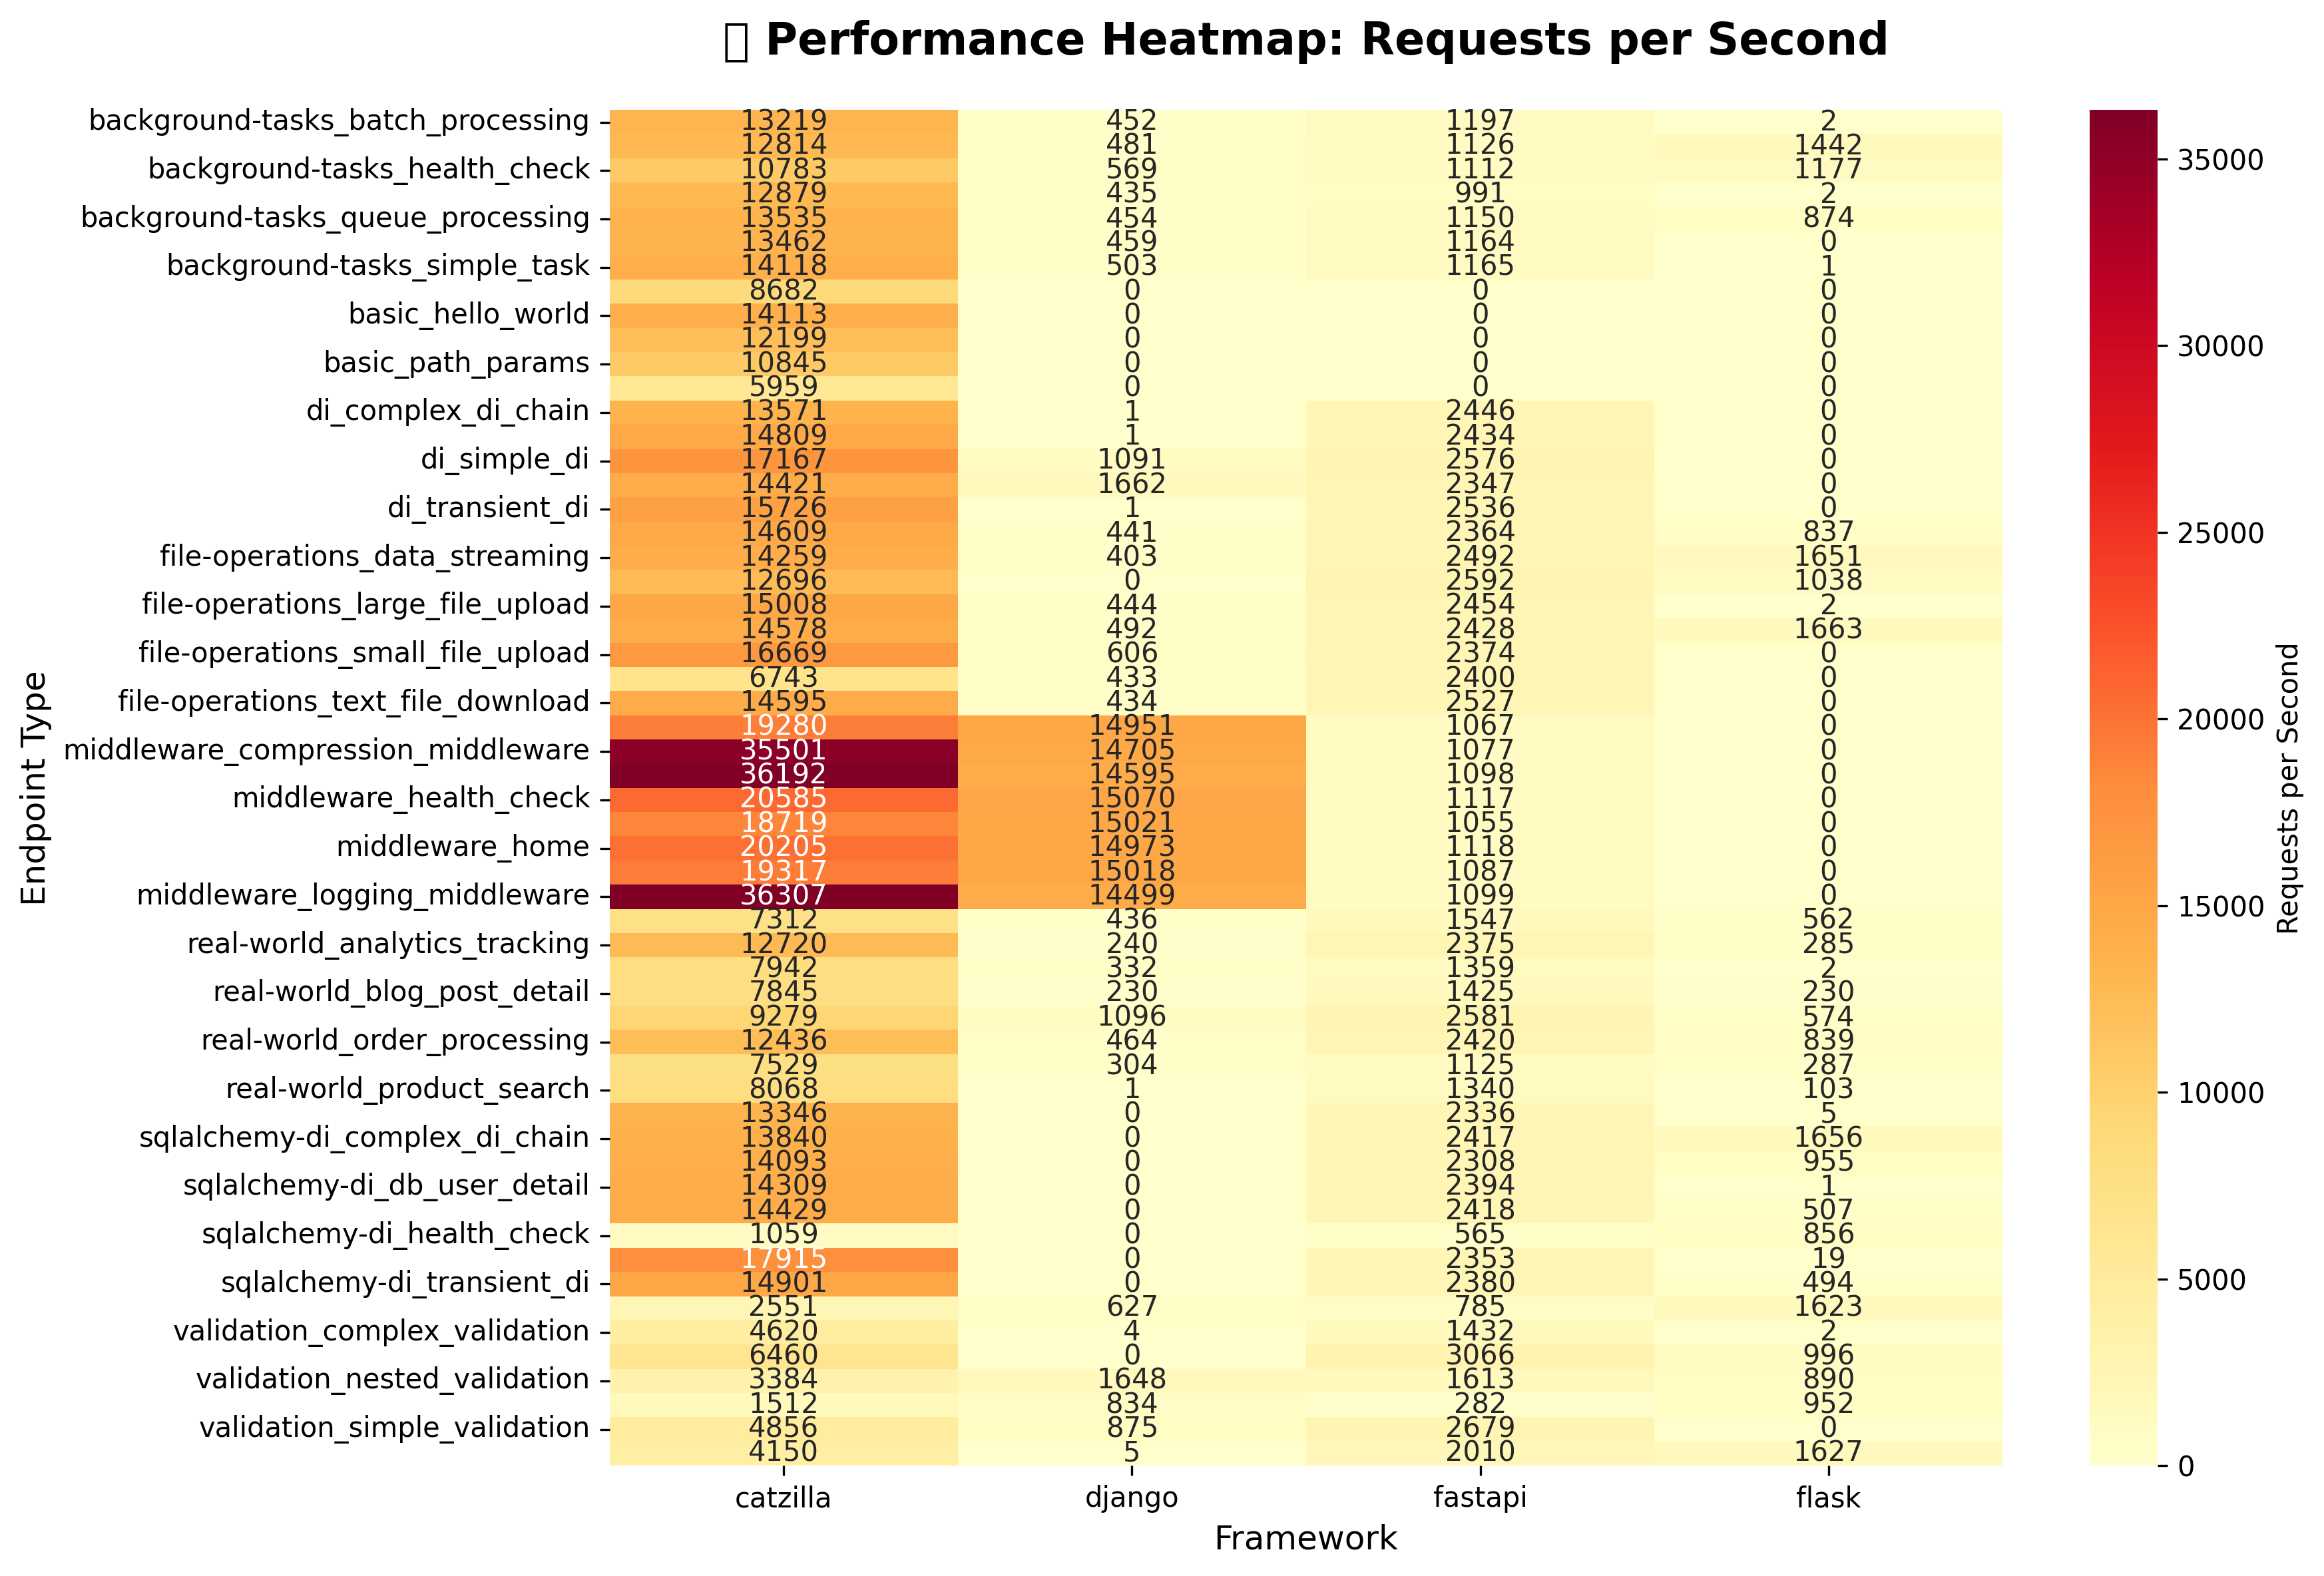 ▯ Performance Heatmap: Requests per Second
background-tasks_batch_processing 13219 452 1197 2
12814 481 1126 1442
background-tasks_health_check 10783 569 1112 1177
12879 435 991 2
background-tasks_queue_processing 13535 454 1150 874
13462 459 1164 0
background-tasks_simple_task 14118 503 1165 1
8682 0 0 0
basic_hello_world 14113 0 0 0
12199 0 0 0
basic_path_params 10845 0 0 0
5959 0 0 0
di_complex_di_chain 13571 1 2446 0
14809 1 2434 0
di_simple_di 17167 1091 2576 0
14421 1662 2347 0
di_transient_di 15726 1 2536 0
14609 441 2364 837
file-operations_data_streaming 14259 403 2492 1651
12696 0 2592 1038
file-operations_large_file_upload 15008 444 2454 2
14578 492 2428 1663
file-operations_small_file_upload 16669 606 2374 0
6743 433 2400 0
file-operations_text_file_download 14595 434 2527 0
19280 14951 1067 0
middleware_compression_middleware 35501 14705 1077 0
36192 14595 1098 0
middleware_health_check 20585 15070 1117 0
18719 15021 1055 0
middleware_home 20205 14973 1118 0
19317 15018 1087 0
middleware_logging_middleware 36307 14499 1099 0
7312 436 1547 562
real-world_analytics_tracking 12720 240 2375 285
7942 332 1359 2
real-world_blog_post_detail 7845 230 1425 230
9279 1096 2581 574
real-world_order_processing 12436 464 2420 839
7529 304 1125 287
real-world_product_search 8068 1 1340 103
13346 0 2336 5
sqlalchemy-di_complex_di_chain 13840 0 2417 1656
14093 0 2308 955
sqlalchemy-di_db_user_detail 14309 0 2394 1
14429 0 2418 507
sqlalchemy-di_health_check 1059 0 565 856
17915 0 2353 19
sqlalchemy-di_transient_di 14901 0 2380 494
2551 627 785 1623
validation_complex_validation 4620 4 1432 2
6460 0 3066 996
validation_nested_validation 3384 1648 1613 890
1512 834 282 952
validation_simple_validation 4856 875 2679 0
4150 5 2010 1627
catzilla django fastapi flask
Framework
Endpoint Type
35000
30000
25000
20000
15000
10000
5000
0
Requests per Second